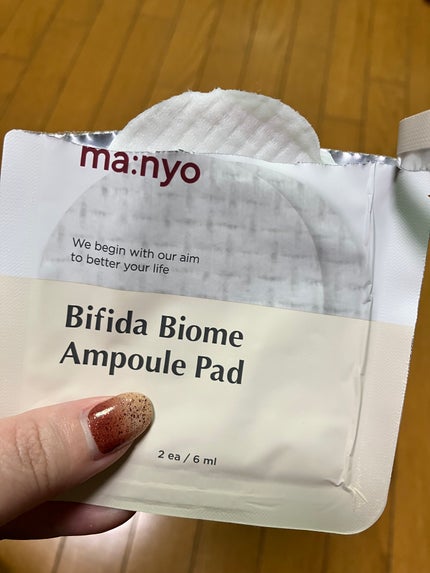 ma:nyo
We begin with our aim
to better your life
Bifida Biome
Ampoule Pad
2 ea / 6 ml